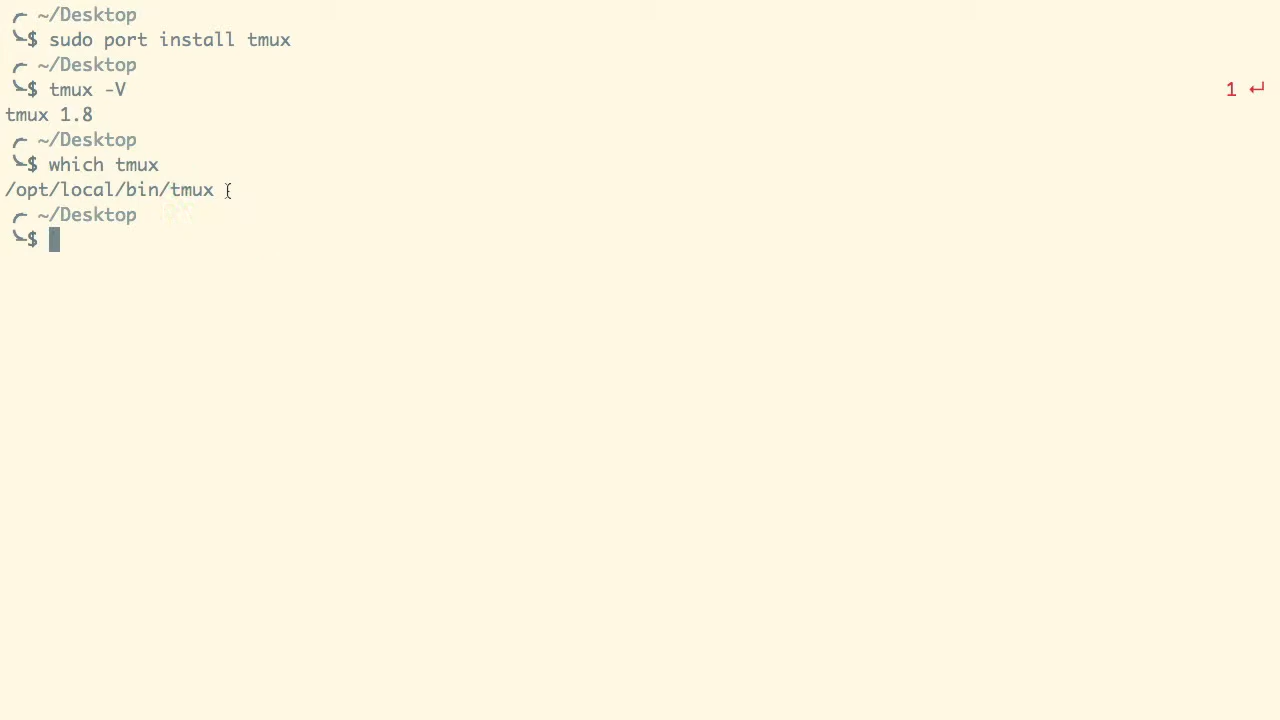 ╭─ ~/Desktop
╰─$ sudo port install tmux
╭─ ~/Desktop
╰─$ tmux -V 1 ↵
tmux 1.8
╭─ ~/Desktop
╰─$ which tmux
/opt/local/bin/tmux
╭─ ~/Desktop
╰─$